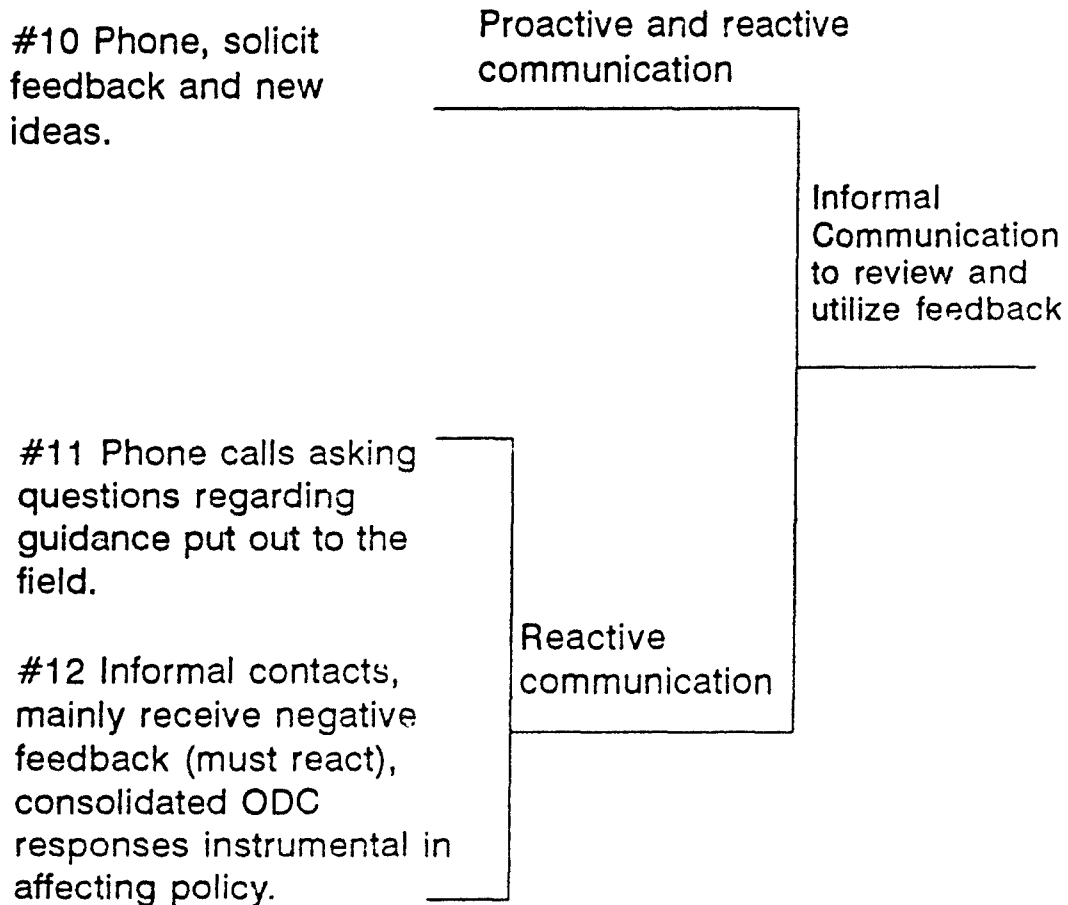 #10 Phone, solicit
feedback and new
ideas.
Proactive and reactive
communication
Informal
Communication
to review and
utilize feedback
#11 Phone calls asking
questions regarding
guidance put out to the
field.
Reactive
communication
#12 Informal contacts,
mainly receive negative
feedback (must react),
consolidated ODC
responses instrumental in
affecting policy.